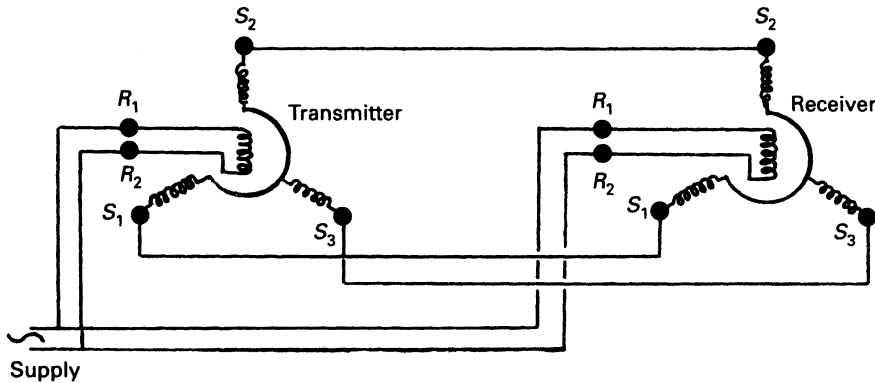 S2 S2
Transmitter Receiver
R1 R1
R2 R2
S1 S3 S1 S3
Supply